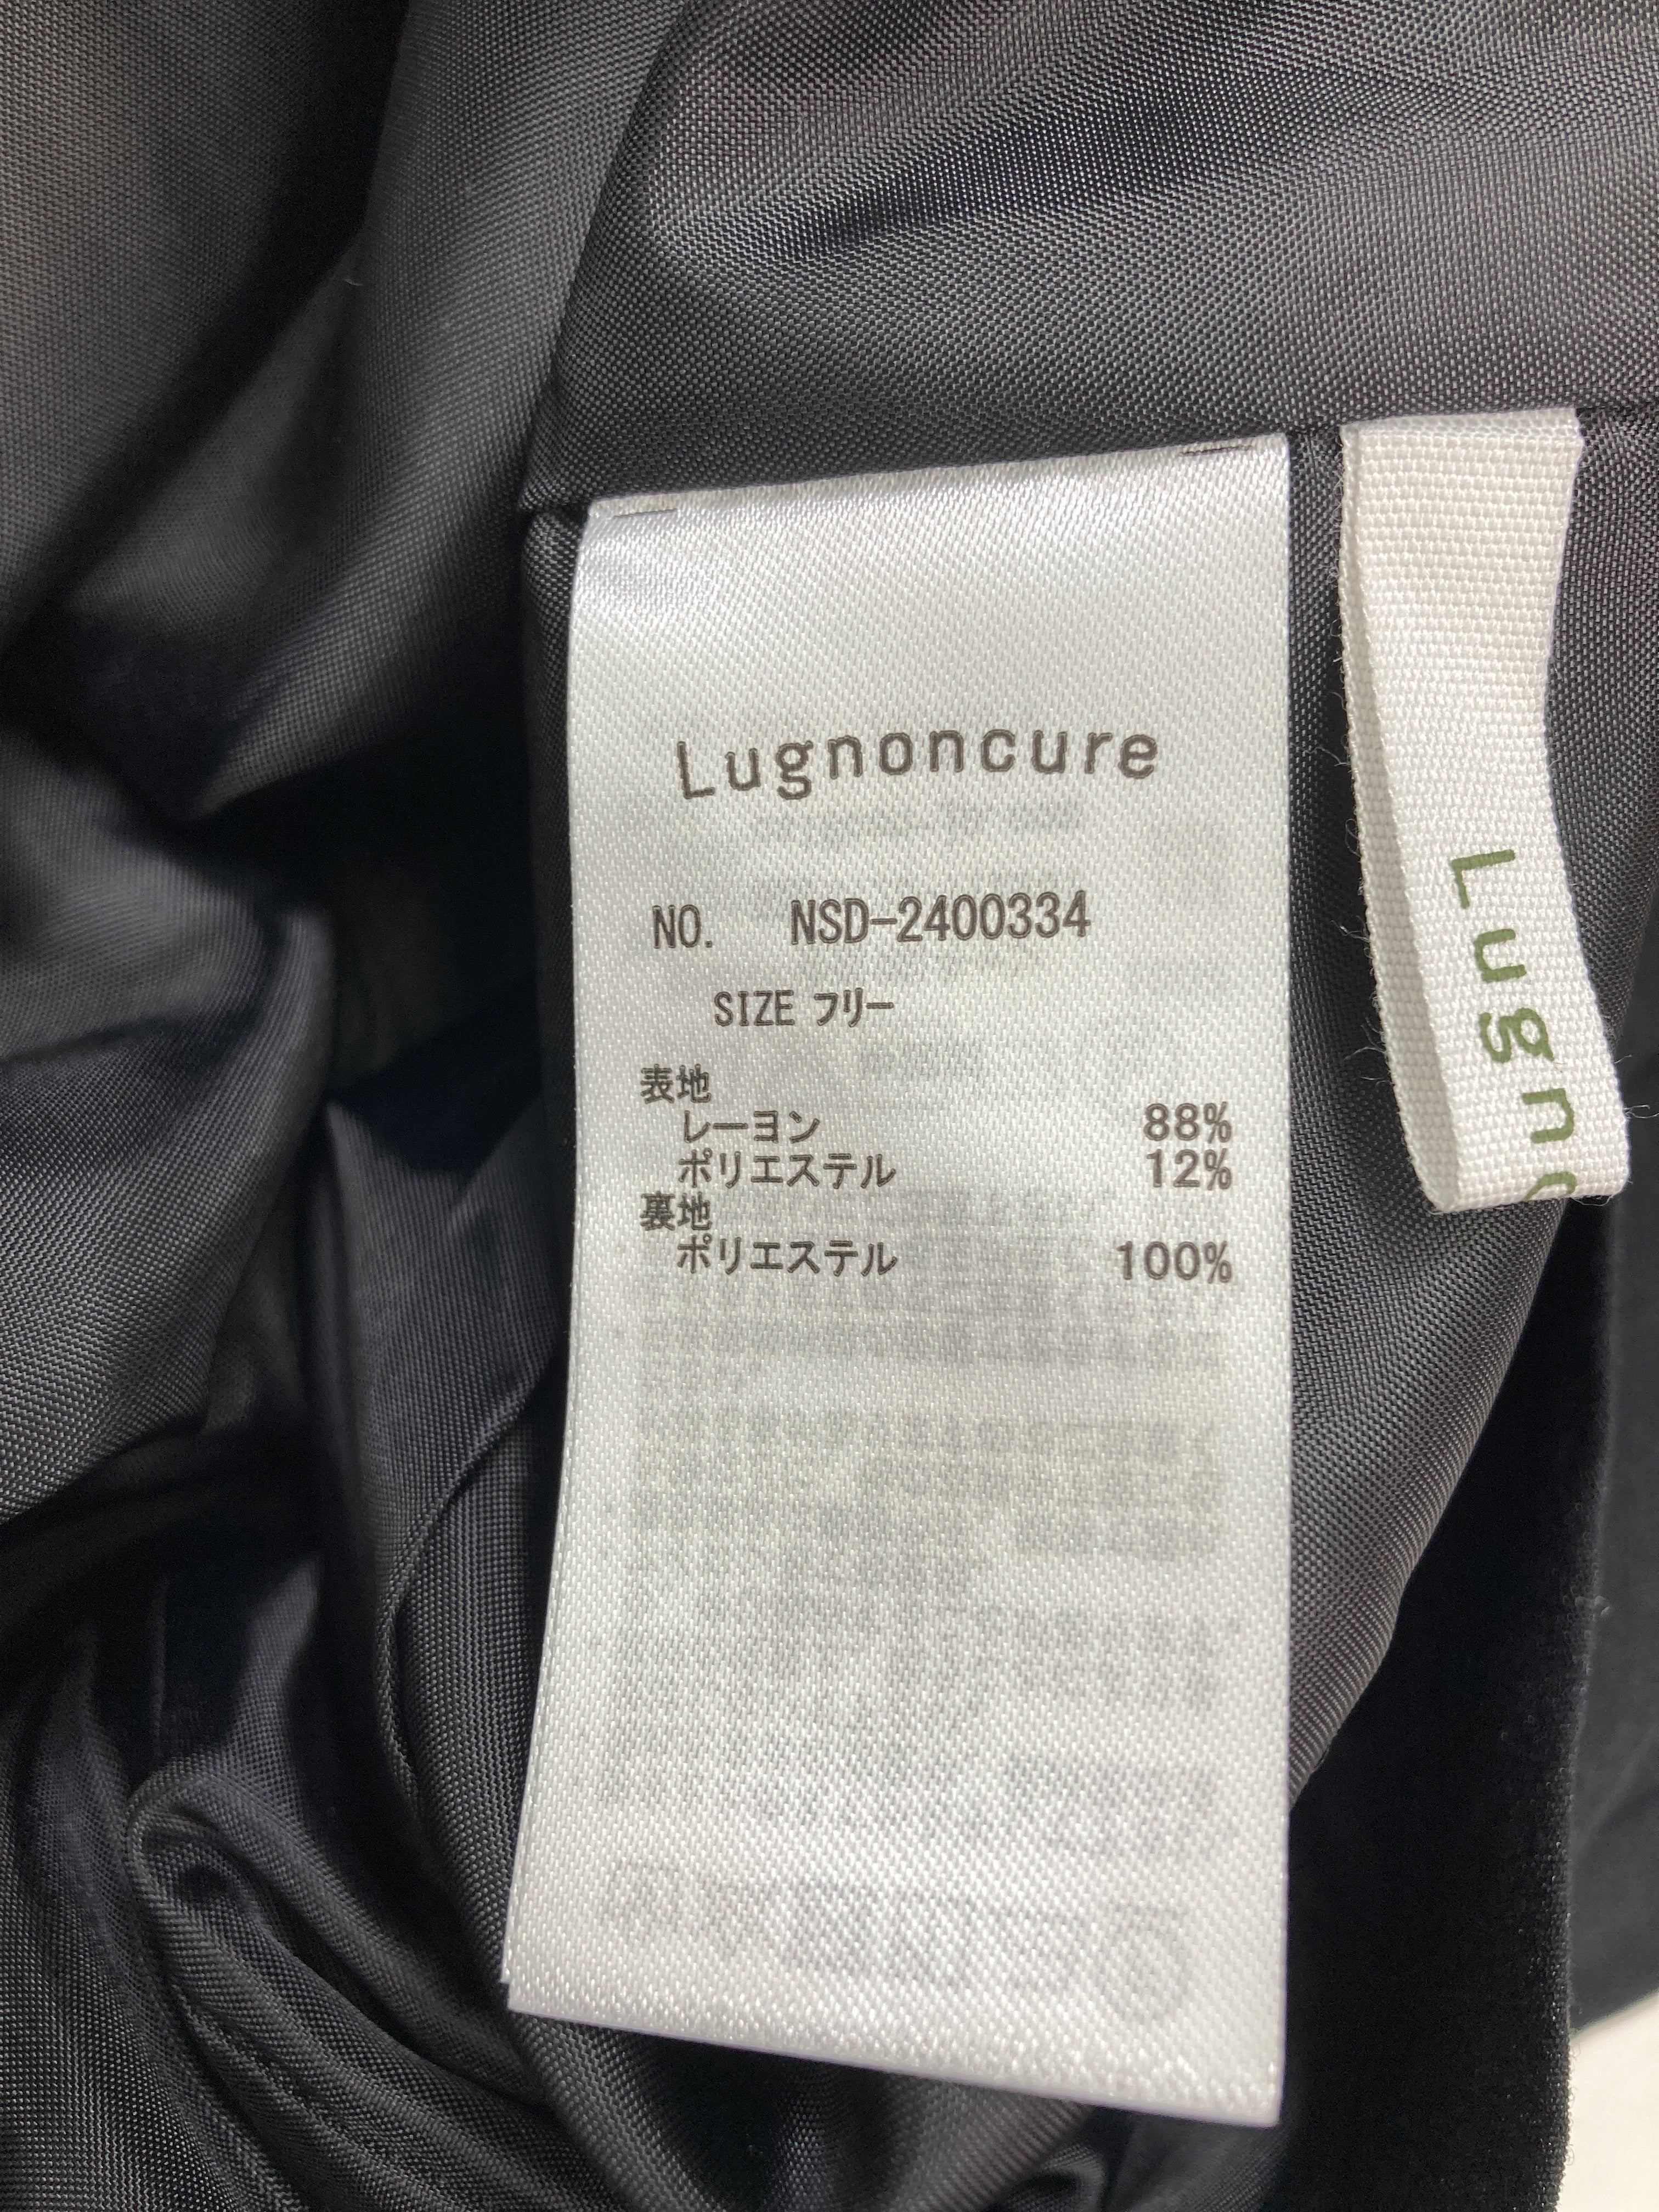 Lugnoncure
NO. NSD-2400334
SIZE フリー
表地
レーヨン 88%
ポリエステル 12%
裏地
ポリエステル 100%
Lugn